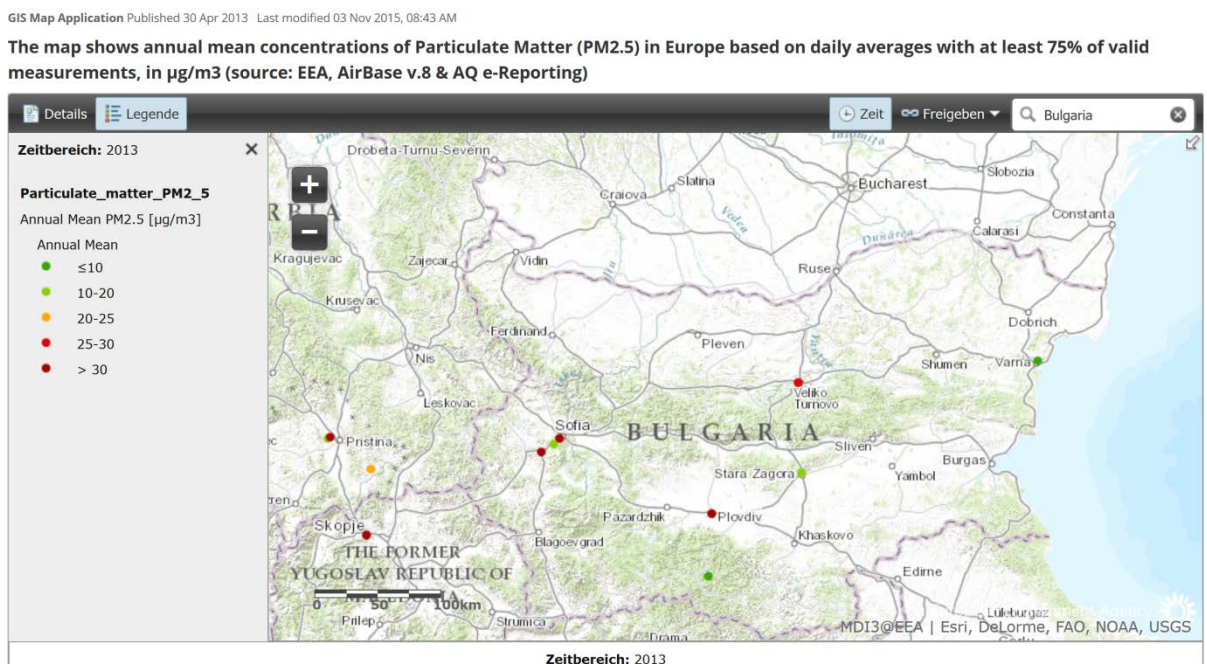 GIS Map Application Published 30 Apr 2013 Last modified 03 Nov 2015, 08:43 AM
The map shows annual mean concentrations of Particulate Matter (PM2.5) in Europe based on daily averages with at least 75% of valid
measurements, in µg/m3 (source: EEA, AirBase v.8 & AQ e-Reporting)
Details Legende Zeit Freigeben Bulgaria
Zeitbereich: 2013
Particulate_matter_PM2_5
Annual Mean PM2.5 [µg/m3]
Annual Mean
≤10
10-20
20-25
25-30
> 30
Drobeta-Turnu-Severin
Slatina
Craiova
Bucharest
Slobozia
Ialomita
Constanta
Calarasi
Vedea
Dunărea
Kragujevac
Zajecar
Vidin
Jiu
Ruse
Krusevac
Dobrich
Ferdinand
Pleven
Nis
Shumen
Varna
Veliko
Turnovo
Leskovac
Sofia
BULGARIA
Pristina
Sliven
Burgas
Stara Zagora
Yambol
Skopje
Pazardzhik
Plovdiv
Blagoevgrad
Khaskovo
THE FORMER
YUGOSLAV REPUBLIC OF
Edirne
0 50 100km
Prilep
Strumica
Drama
Lüleburgaz
MDI3@EEA | Esri, DeLorme, FAO, NOAA, USGS
Zeitbereich: 2013